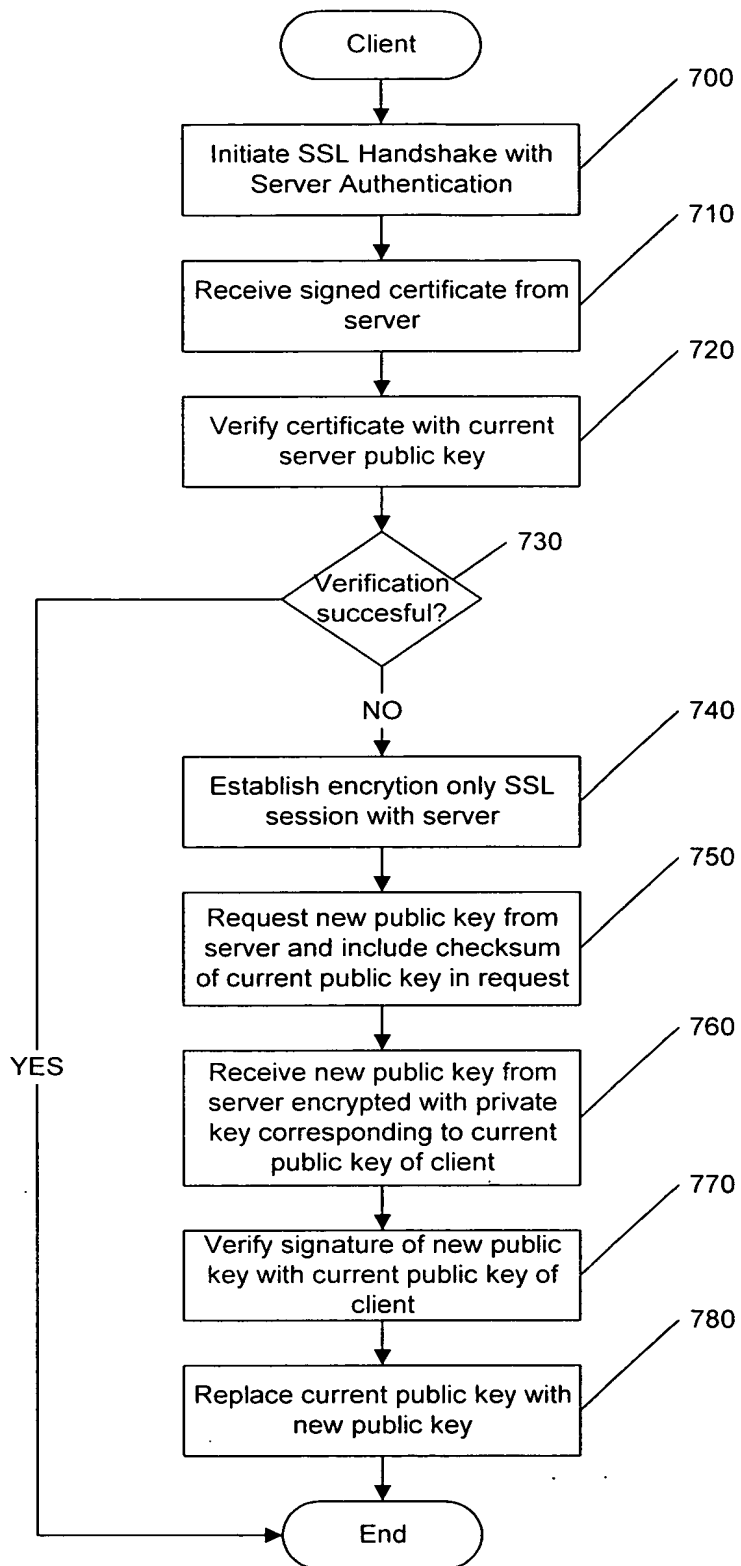 Client
700
Initiate SSL Handshake with
Server Authentication
710
Receive signed certificate from
server
720
Verify certificate with current
server public key
730
Verification
succesful?
NO
740
Establish encrytion only SSL
session with server
750
Request new public key from
server and include checksum
of current public key in request
760
YES
Receive new public key from
server encrypted with private
key corresponding to current
public key of client
770
Verify signature of new public
key with current public key of
client
780
Replace current public key with
new public key
End